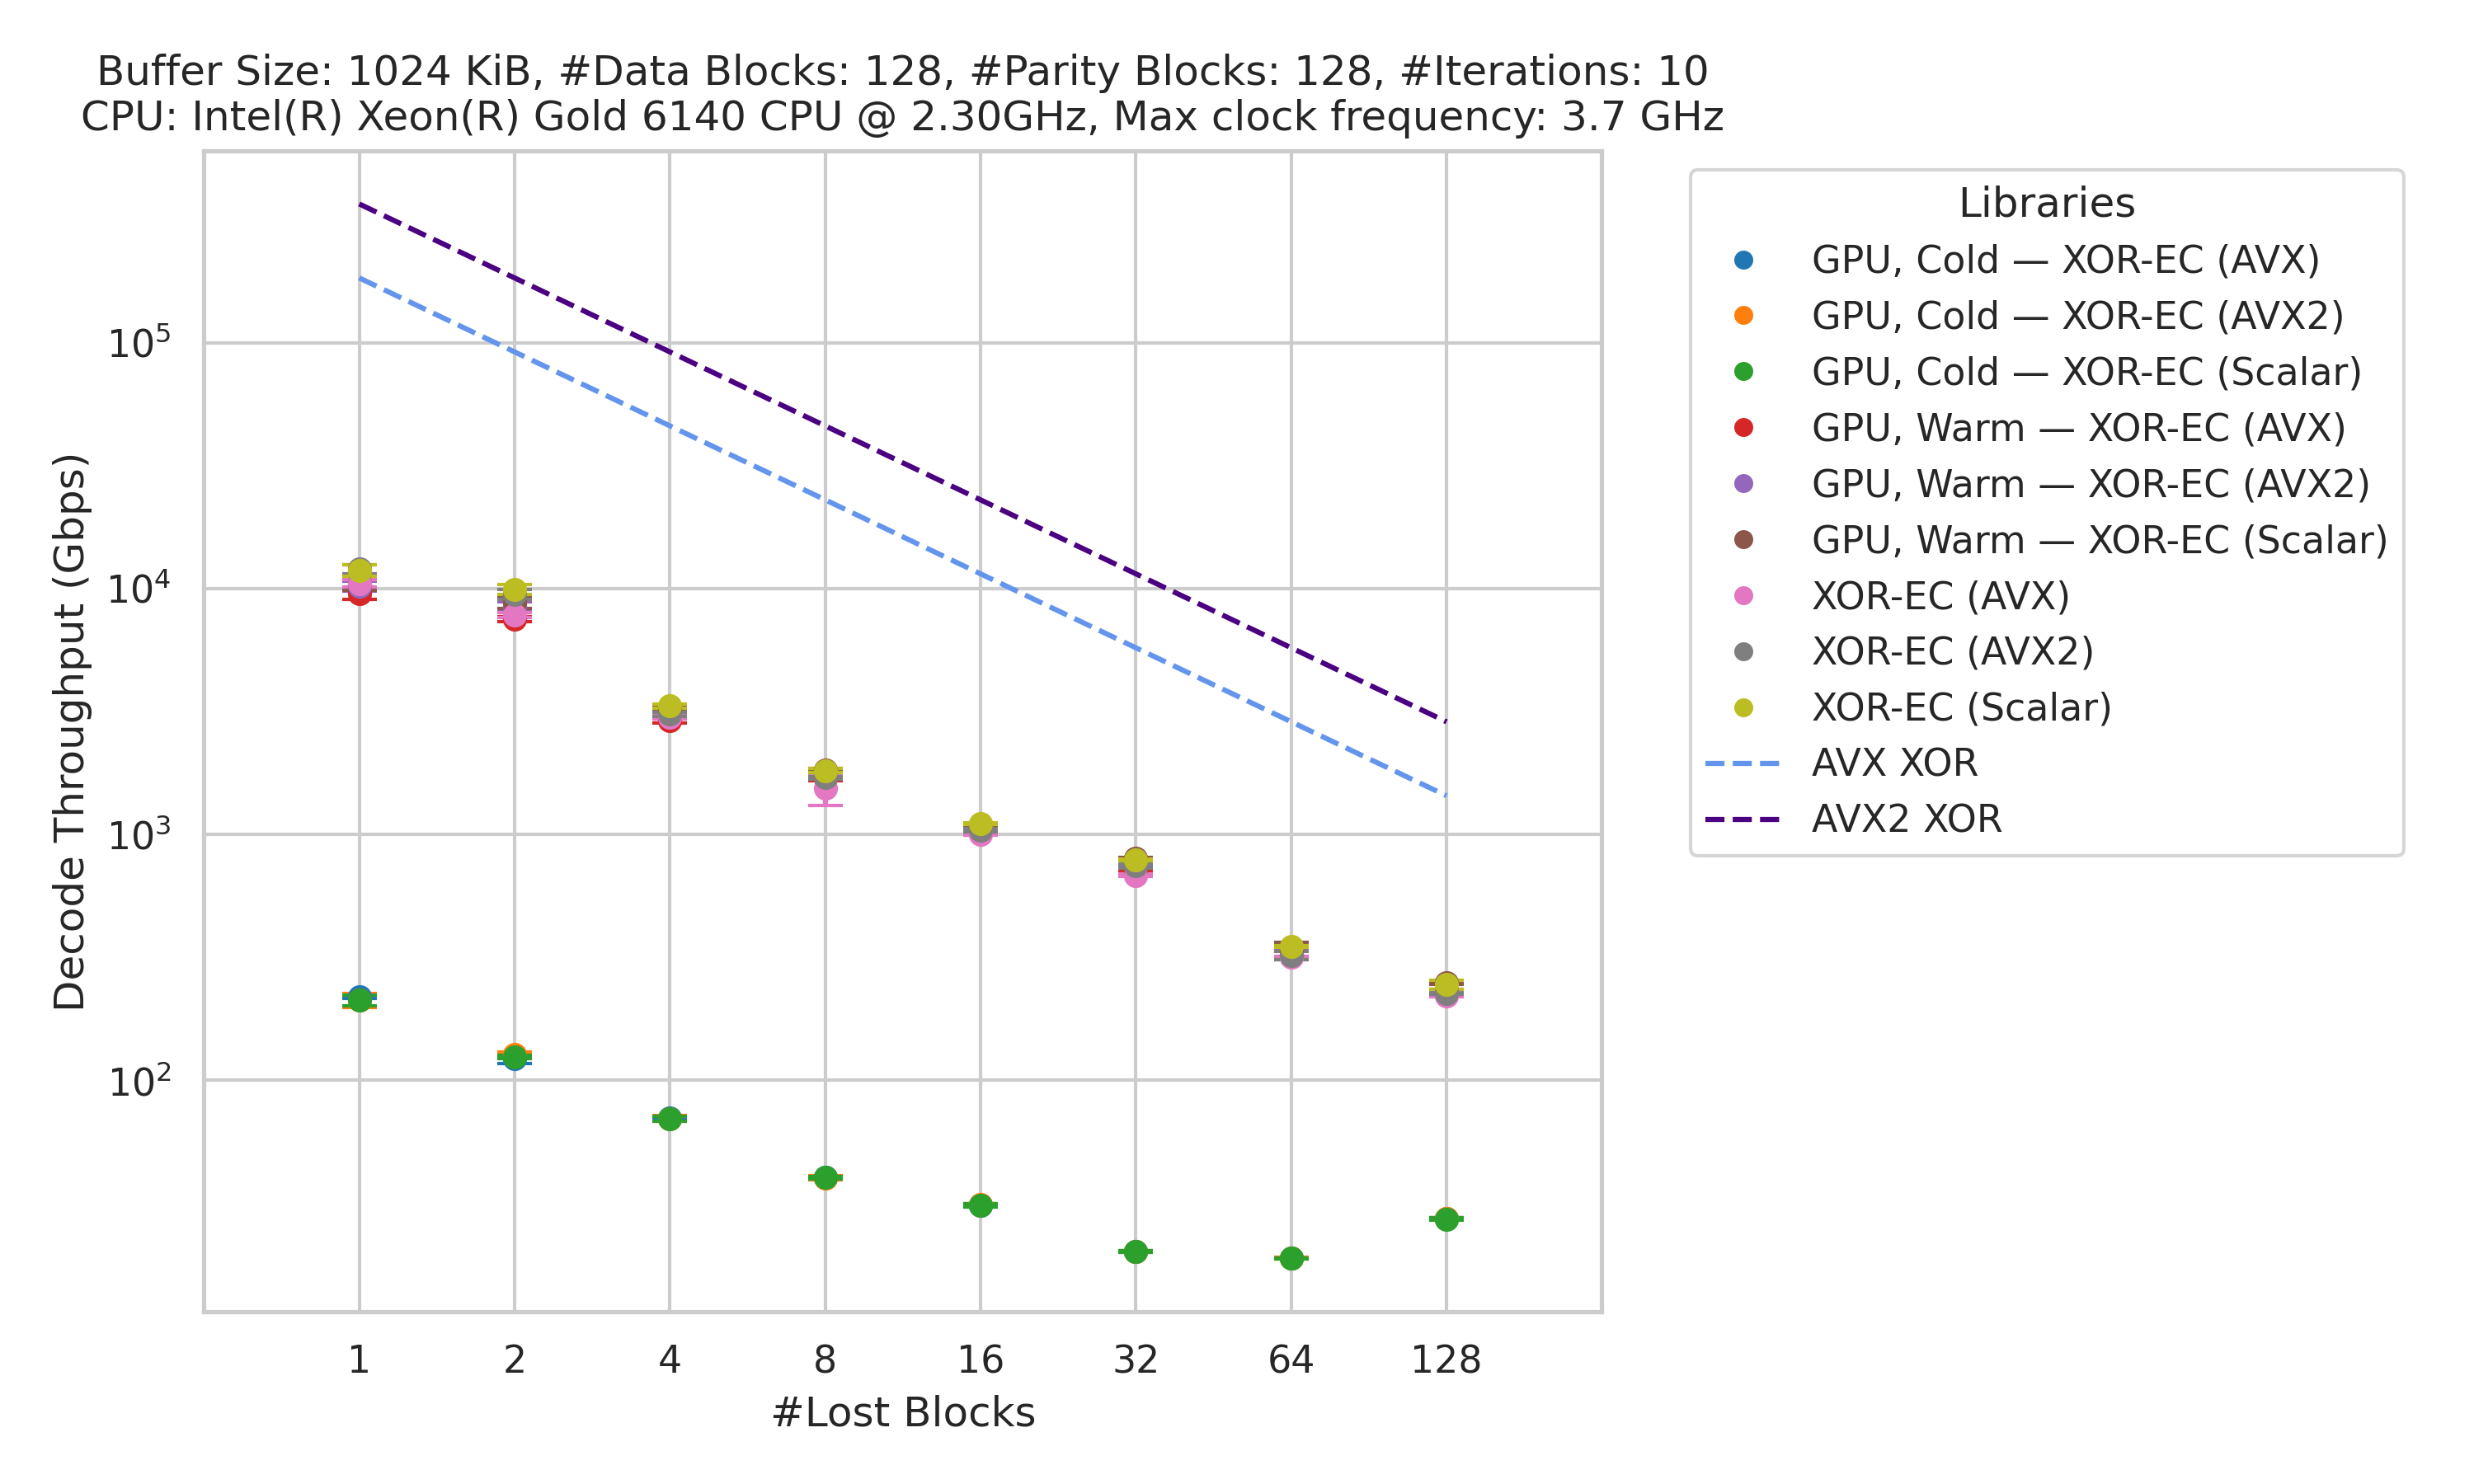 Buffer Size: 1024 KiB, #Data Blocks: 128, #Parity Blocks: 128, #Iterations: 10
CPU: Intel(R) Xeon(R) Gold 6140 CPU @ 2.30GHz, Max clock frequency: 3.7 GHz
Decode Throughput (Gbps)
10⁵
10⁴
10³
10²
1 2 4 8 16 32 64 128
#Lost Blocks
Libraries
GPU, Cold — XOR-EC (AVX)
GPU, Cold — XOR-EC (AVX2)
GPU, Cold — XOR-EC (Scalar)
GPU, Warm — XOR-EC (AVX)
GPU, Warm — XOR-EC (AVX2)
GPU, Warm — XOR-EC (Scalar)
XOR-EC (AVX)
XOR-EC (AVX2)
XOR-EC (Scalar)
AVX XOR
AVX2 XOR